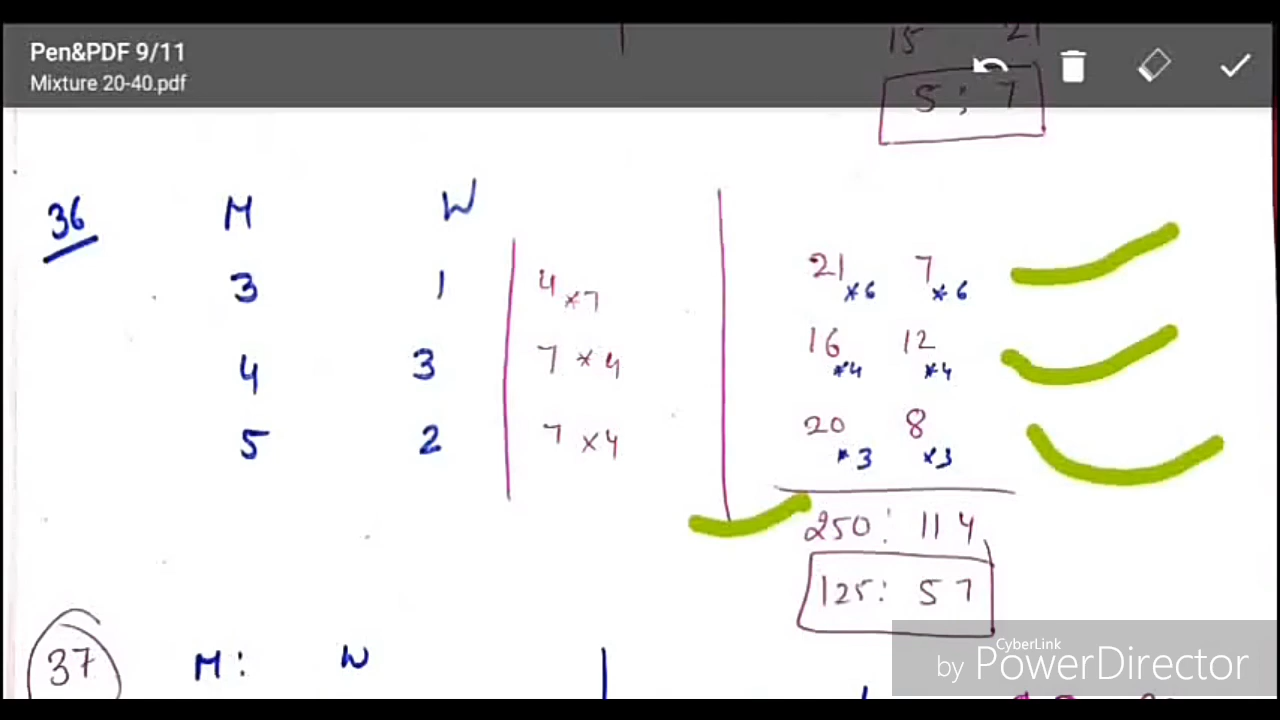 15 21
Pen&PDF 9/11
Mixture 20-40.pdf
5 : 7
36 M W
3 1 4 *7 21 *6 7 *6
4 3 7 *4 16 *4 12 *4
5 2 7 ×4 20 *3 8 ×3
250 : 114
125 : 57
37 M : W
CyberLink
by PowerDirector